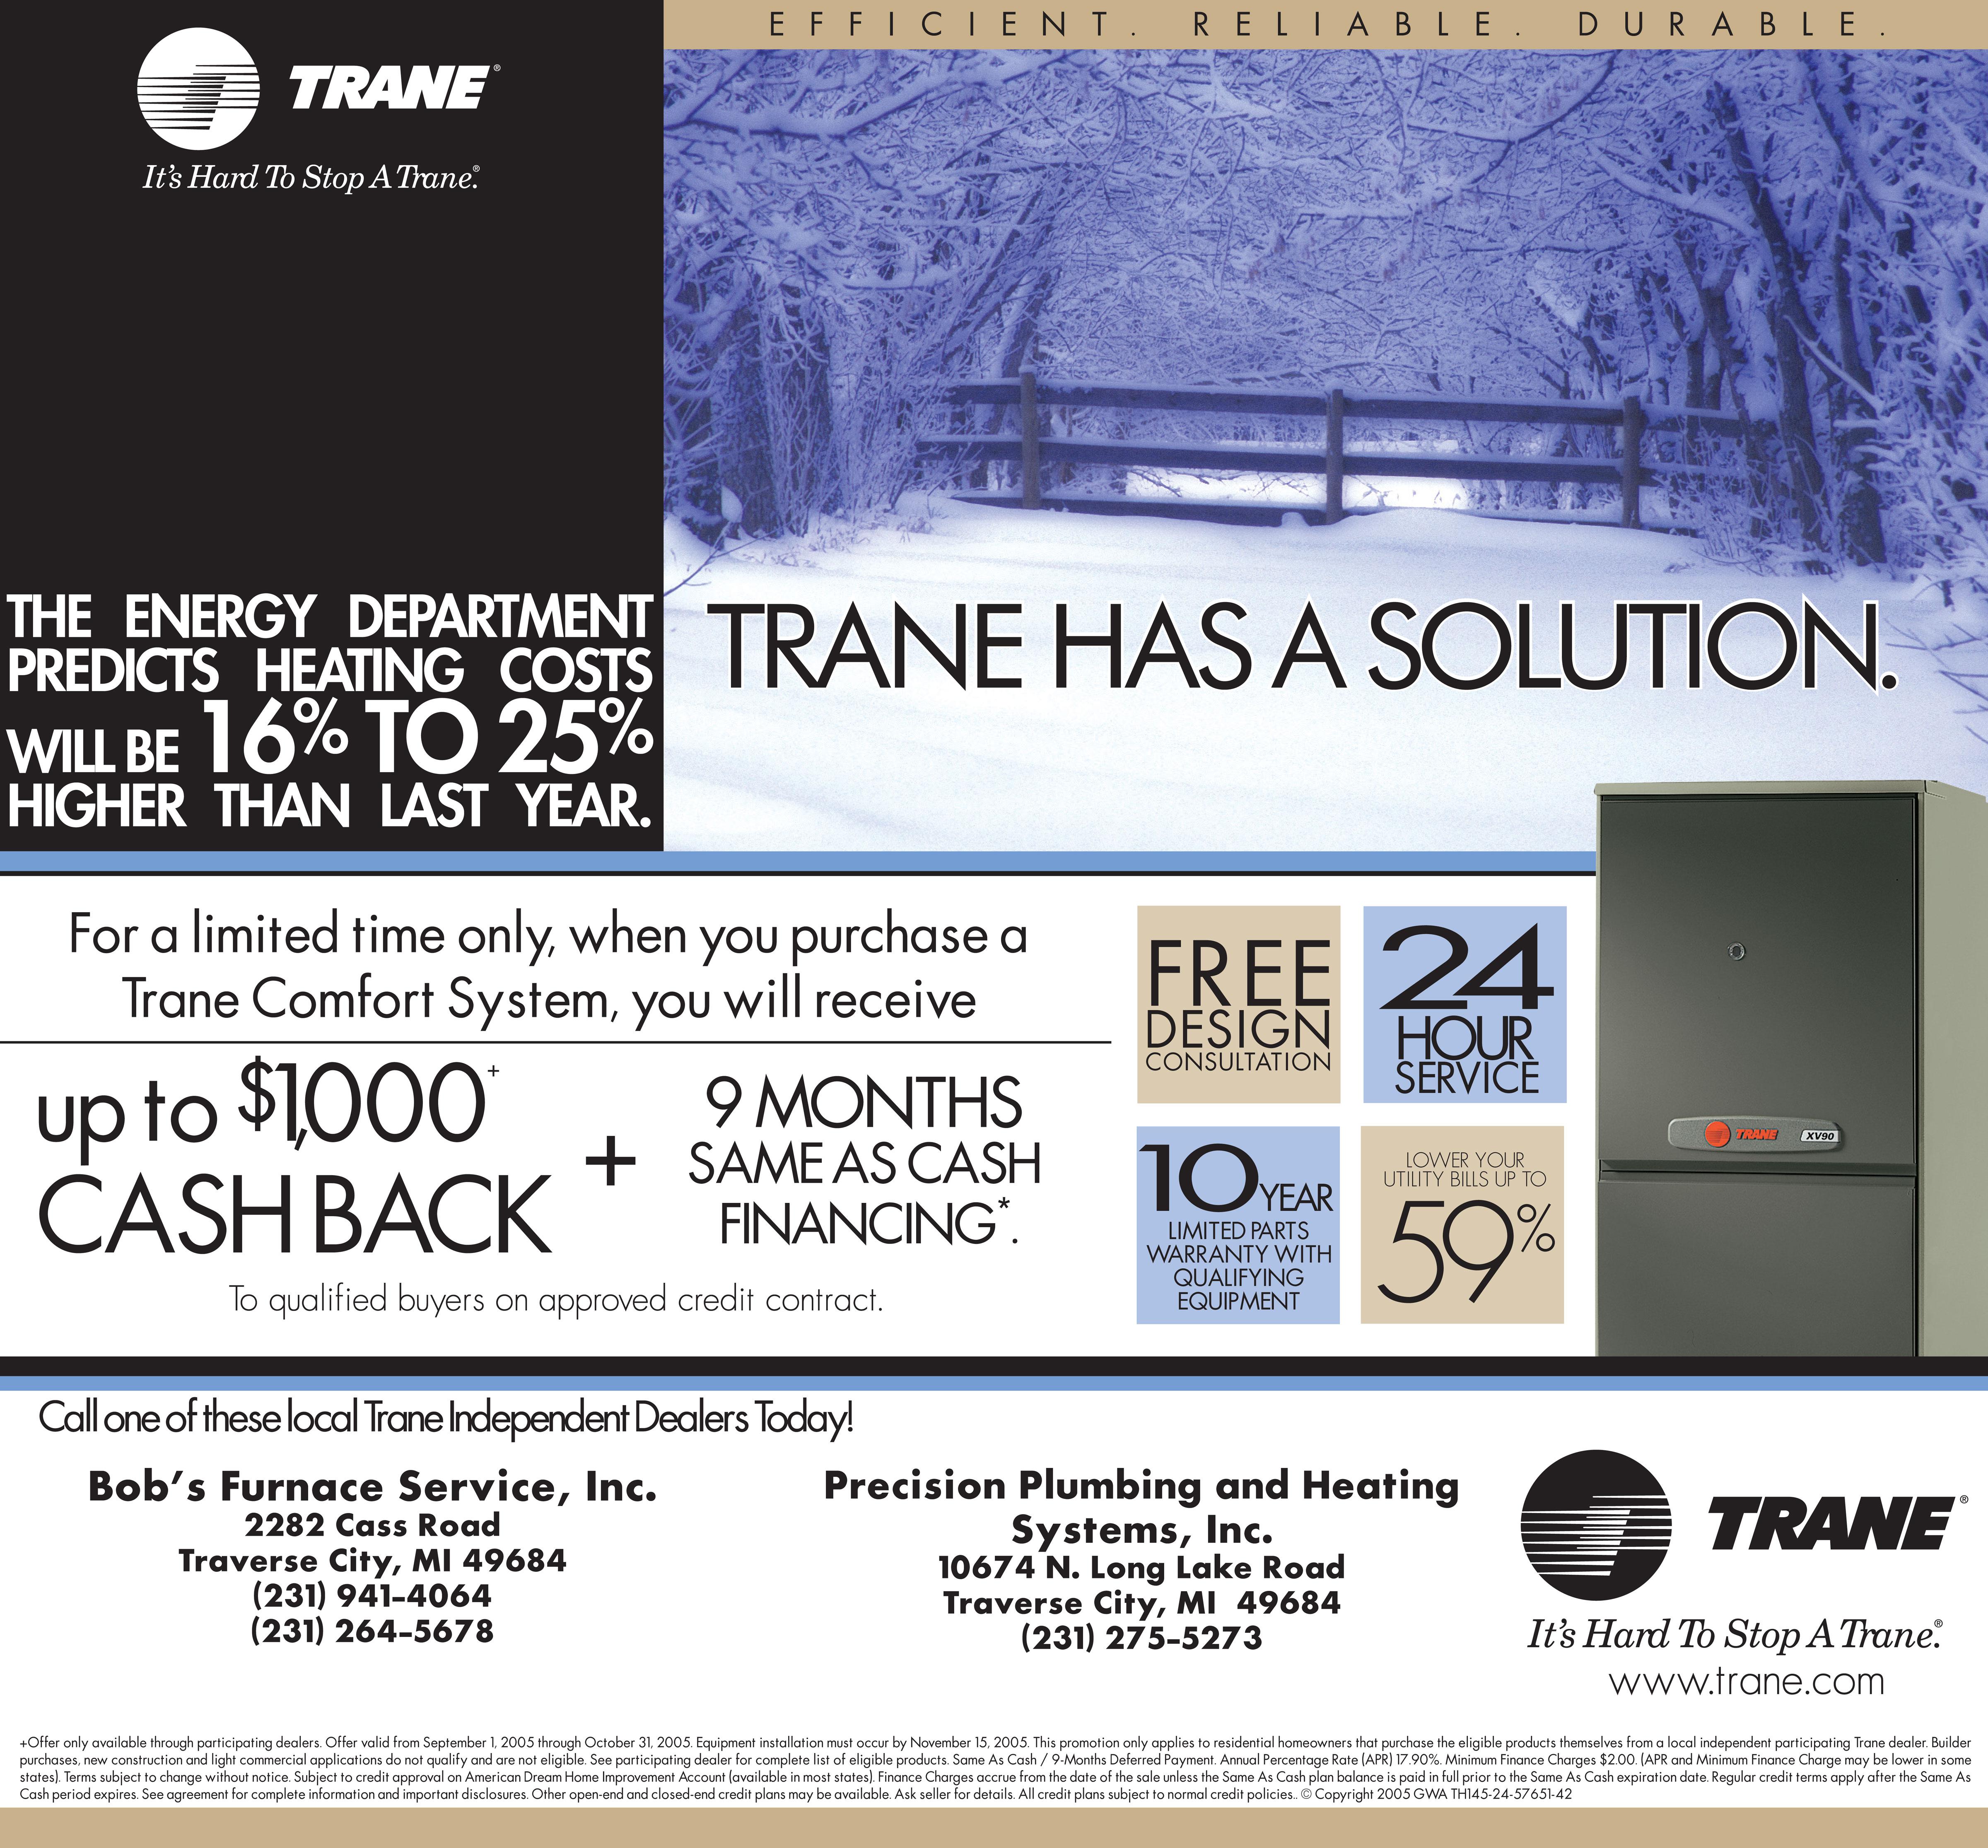 EFFICIENT. RELIABLE. DURABLE.
TRANE®
It's Hard To Stop A Trane.®
THE ENERGY DEPARTMENT
PREDICTS HEATING COSTS
WILL BE 16% TO 25%
HIGHER THAN LAST YEAR.
TRANE HAS A SOLUTION.
For a limited time only, when you purchase a
Trane Comfort System, you will receive
up to $1,000+
CASH BACK
+
9 MONTHS
SAME AS CASH
FINANCING*.
To qualified buyers on approved credit contract.
FREE
DESIGN
CONSULTATION
24
HOUR
SERVICE
10 YEAR
LIMITED PARTS
WARRANTY WITH
QUALIFYING
EQUIPMENT
LOWER YOUR
UTILITY BILLS UP TO
59%
TRANE XV90
Call one of these local Trane Independent Dealers Today!
Bob's Furnace Service, Inc.
2282 Cass Road
Traverse City, MI 49684
(231) 941-4064
(231) 264-5678
Precision Plumbing and Heating
Systems, Inc.
10674 N. Long Lake Road
Traverse City, MI 49684
(231) 275-5273
TRANE®
It's Hard To Stop A Trane.®
www.trane.com
+Offer only available through participating dealers. Offer valid from September 1, 2005 through October 31, 2005. Equipment installation must occur by November 15, 2005. This promotion only applies to residential homeowners that purchase the eligible products themselves from a local independent participating Trane dealer. Builder
purchases, new construction and light commercial applications do not qualify and are not eligible. See participating dealer for complete list of eligible products. Same As Cash / 9-Months Deferred Payment. Annual Percentage Rate (APR) 17.90%. Minimum Finance Charges $2.00. (APR and Minimum Finance Charge may be lower in some
states). Terms subject to change without notice. Subject to credit approval on American Dream Home Improvement Account (available in most states). Finance Charges accrue from the date of the sale unless the Same As Cash plan balance is paid in full prior to the Same As Cash expiration date. Regular credit terms apply after the Same As
Cash period expires. See agreement for complete information and important disclosures. Other open-end and closed-end credit plans may be available. Ask seller for details. All credit plans subject to normal credit policies.. © Copyright 2005 GWA TH145-24-57651-42